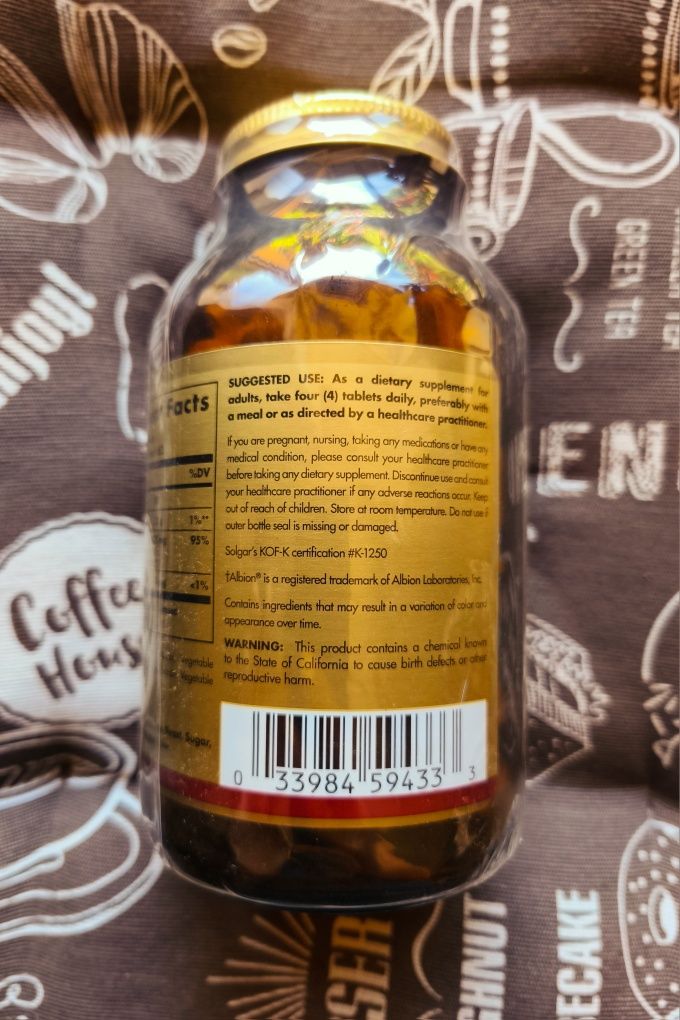 Facts
%DV
1%**
95%
<1%
Vegetable
Vegetable
Sugar,
SUGGESTED USE: As a dietary supplement for
adults, take four (4) tablets daily, preferably with
a meal or as directed by a healthcare practitioner.
If you are pregnant, nursing, taking any medications or have any
medical condition, please consult your healthcare practitioner
before taking any dietary supplement. Discontinue use and consult
your healthcare practitioner if any adverse reactions occur. Keep
out of reach of children. Store at room temperature. Do not use if
outer bottle seal is missing or damaged.
Solgar's KOF-K certification #K-1250
†Albion® is a registered trademark of Albion Laboratories, Inc.
Contains ingredients that may result in a variation of color and
appearance over time.
WARNING: This product contains a chemical known
to the State of California to cause birth defects or other
reproductive harm.
0 33984 59433 3
Enjoy!
Coffee
House
GREEN TEA
EN